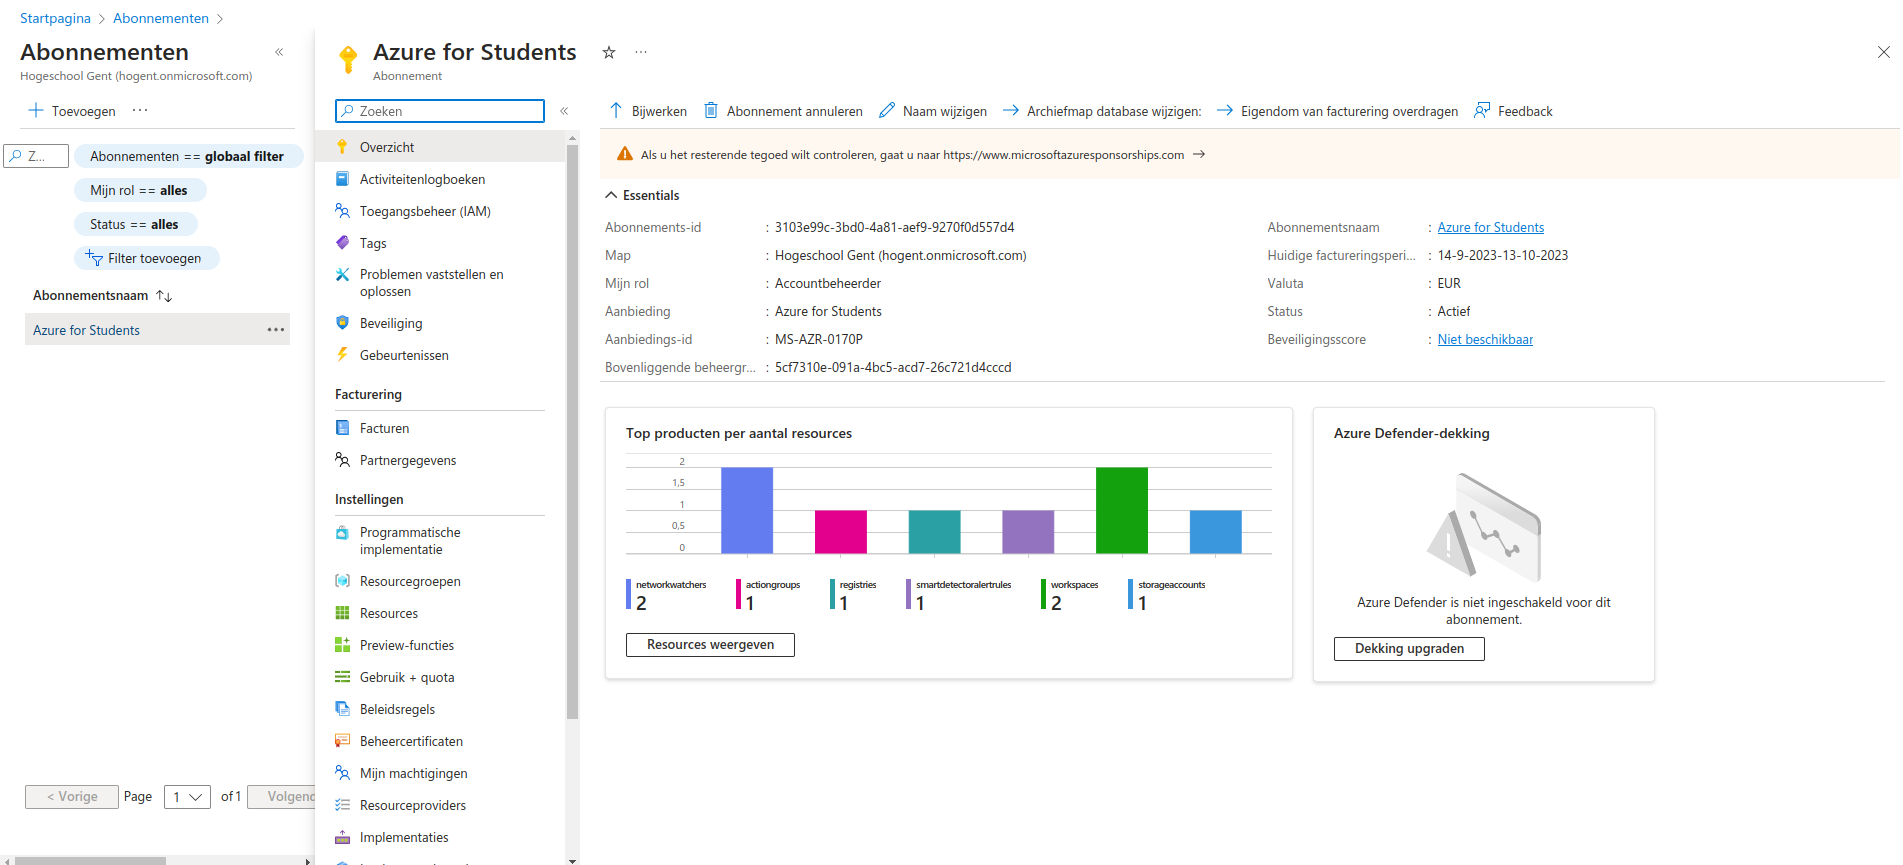 Startpagina > Abonnementen >
Abonnementen
Hogeschool Gent (hogent.onmicrosoft.com)
Toevoegen
Z...
Abonnementen == globaal filter
Mijn rol == alles
Status == alles
Filter toevoegen
Abonnementsnaam
Azure for Students
< Vorige Page 1 of 1 Volgend
Azure for Students
Abonnement
Zoeken
Overzicht
Activiteitenlogboeken
Toegangsbeheer (IAM)
Tags
Problemen vaststellen en
oplossen
Beveiliging
Gebeurtenissen
Facturering
Facturen
Partnergegevens
Instellingen
Programmatische
implementatie
Resourcegroepen
Resources
Preview-functies
Gebruik + quota
Beleidsregels
Beheercertificaten
Mijn machtigingen
Resourceproviders
Implementaties
Bijwerken Abonnement annuleren Naam wijzigen Archiefmap database wijzigen: Eigendom van facturering overdragen Feedback
Als u het resterende tegoed wilt controleren, gaat u naar https://www.microsoftazuresponsorships.com →
Essentials
Abonnements-id : 3103e99c-3bd0-4a81-aef9-9270f0d557d4
Map : Hogeschool Gent (hogent.onmicrosoft.com)
Mijn rol : Accountbeheerder
Aanbieding : Azure for Students
Aanbiedings-id : MS-AZR-0170P
Bovenliggende beheergr... : 5cf7310e-091a-4bc5-acd7-26c721d4cccd
Abonnementsnaam : Azure for Students
Huidige factureringsperi... : 14-9-2023-13-10-2023
Valuta : EUR
Status : Actief
Beveiligingsscore : Niet beschikbaar
Top producten per aantal resources
2
1,5
1
0,5
0
networkwatchers actiongroups registries smartdetectoralertrules workspaces storageaccounts
2 1 1 1 2 1
Resources weergeven
Azure Defender-dekking
Azure Defender is niet ingeschakeld voor dit
abonnement.
Dekking upgraden